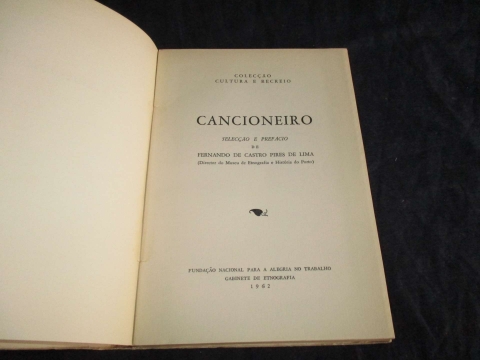 COLECÇÃO
CULTURA E RECREIO
CANCIONEIRO
SELECÇÃO E PREFÁCIO
DE
FERNANDO DE CASTRO PIRES DE LIMA
(Director do Museu de Etnografia e História do Porto)
FUNDAÇÃO NACIONAL PARA A ALEGRIA NO TRABALHO
GABINETE DE ETNOGRAFIA
1962